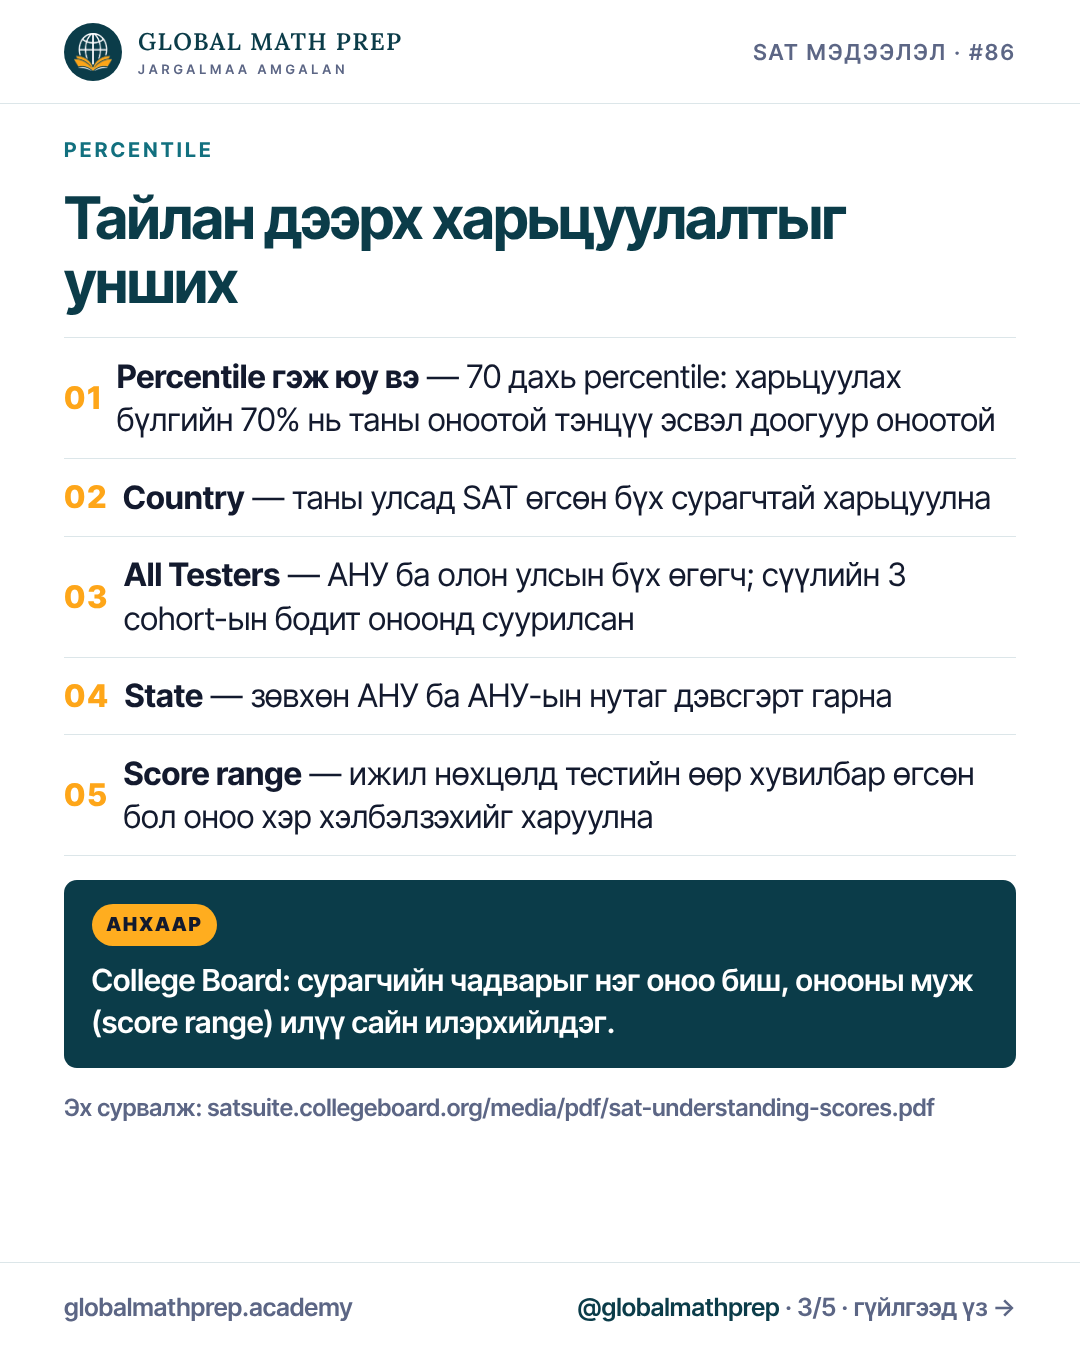 GLOBAL MATH PREP
JARGALMAA AMGALAN
SAT МЭДЭЭЛЭЛ · #86
PERCENTILE
Тайлан дээрх харьцуулалтыг
унших
01 Percentile гэж юу вэ — 70 дахь percentile: харьцуулах
бүлгийн 70% нь таны оноотой тэнцүү эсвэл доогуур оноотой
02 Country — таны улсад SAT өгсөн бүх сурагчтай харьцуулна
03 All Testers — АНУ ба олон улсын бүх өгөгч; сүүлийн 3
cohort-ын бодит оноонд суурилсан
04 State — зөвхөн АНУ ба АНУ-ын нутаг дэвсгэрт гарна
05 Score range — ижил нөхцөлд тестийн өөр хувилбар өгсөн
бол оноо хэр хэлбэлзэхийг харуулна
АНХААР
College Board: сурагчийн чадварыг нэг оноо биш, онооны муж
(score range) илүү сайн илэрхийлдэг.
Эх сурвалж: satsuite.collegeboard.org/media/pdf/sat-understanding-scores.pdf
globalmathprep.academy
@globalmathprep · 3/5 · гүйлгээд үз →